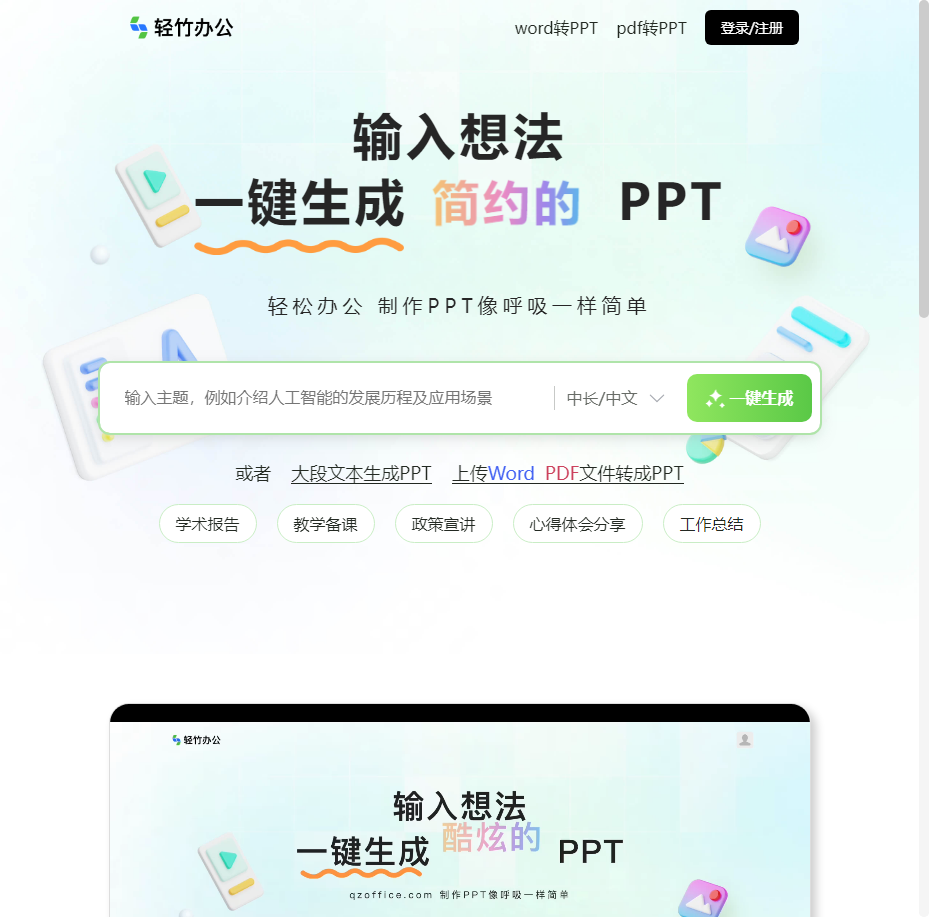 轻竹办公 word转PPT pdf转PPT 登录/注册
输入想法
一键生成 简约的 PPT
轻松办公 制作PPT像呼吸一样简单
输入主题，例如介绍人工智能的发展历程及应用场景 中长/中文 一键生成
或者 大段文本生成PPT 上传Word PDF文件转成PPT
学术报告 教学备课 政策宣讲 心得体会分享 工作总结
轻竹办公
输入想法
一键生成 酷炫的 PPT
qzoffice.com 制作PPT像呼吸一样简单